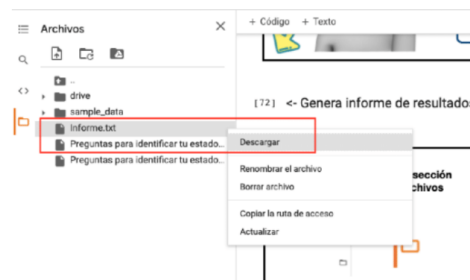 Archivos
+ Código + Texto
..
drive
[72] <- Genera informe de resultados
sample_data
Informe.txt
Descargar
Preguntas para identificar tu estado...
Preguntas para identificar tu estado...
Renombrar el archivo
sección
Borrar archivo
chivos
Copiar la ruta de acceso
Actualizar